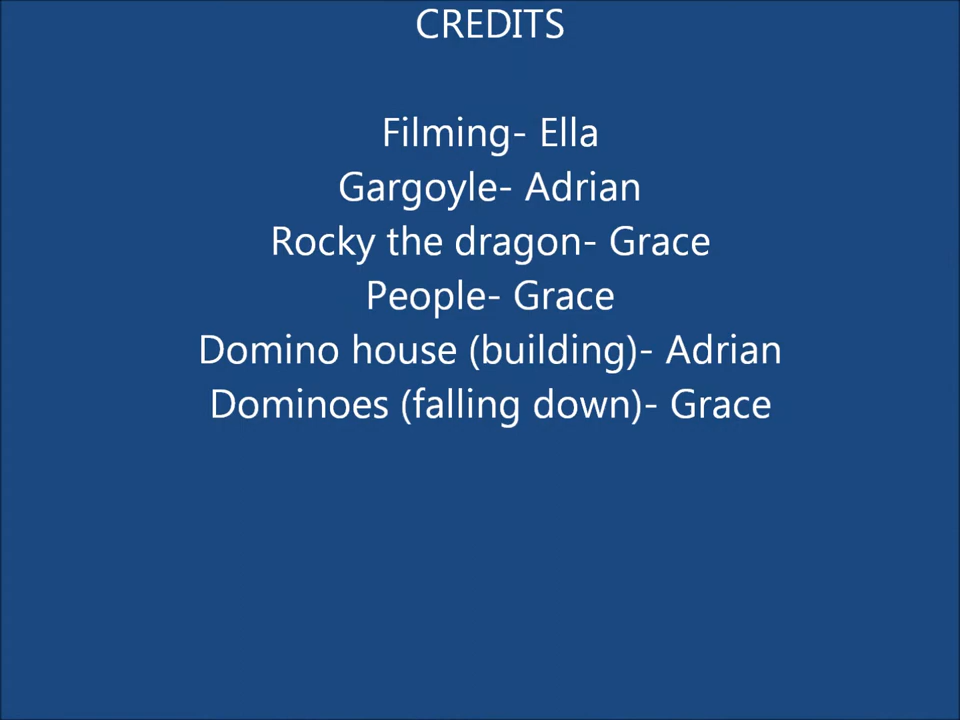 CREDITS
Filming- Ella
Gargoyle- Adrian
Rocky the dragon- Grace
People- Grace
Domino house (building)- Adrian
Dominoes (falling down)- Grace